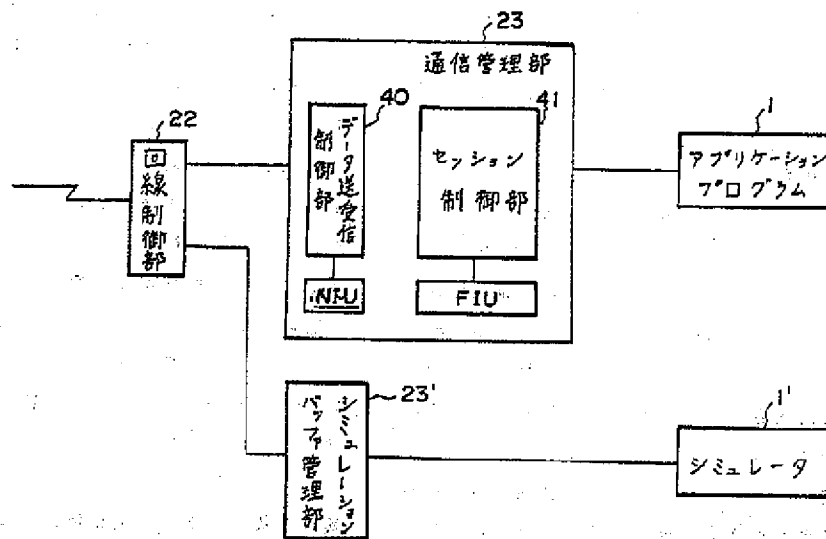 23
通信管理部
40
データ送受信
制御部
41
セッション
制御部
NIU
FIU
22
回線制御部
1
アプリケーション
プログラム
23'
シミュレーション
バッファ管理部
1'
シミュレータ